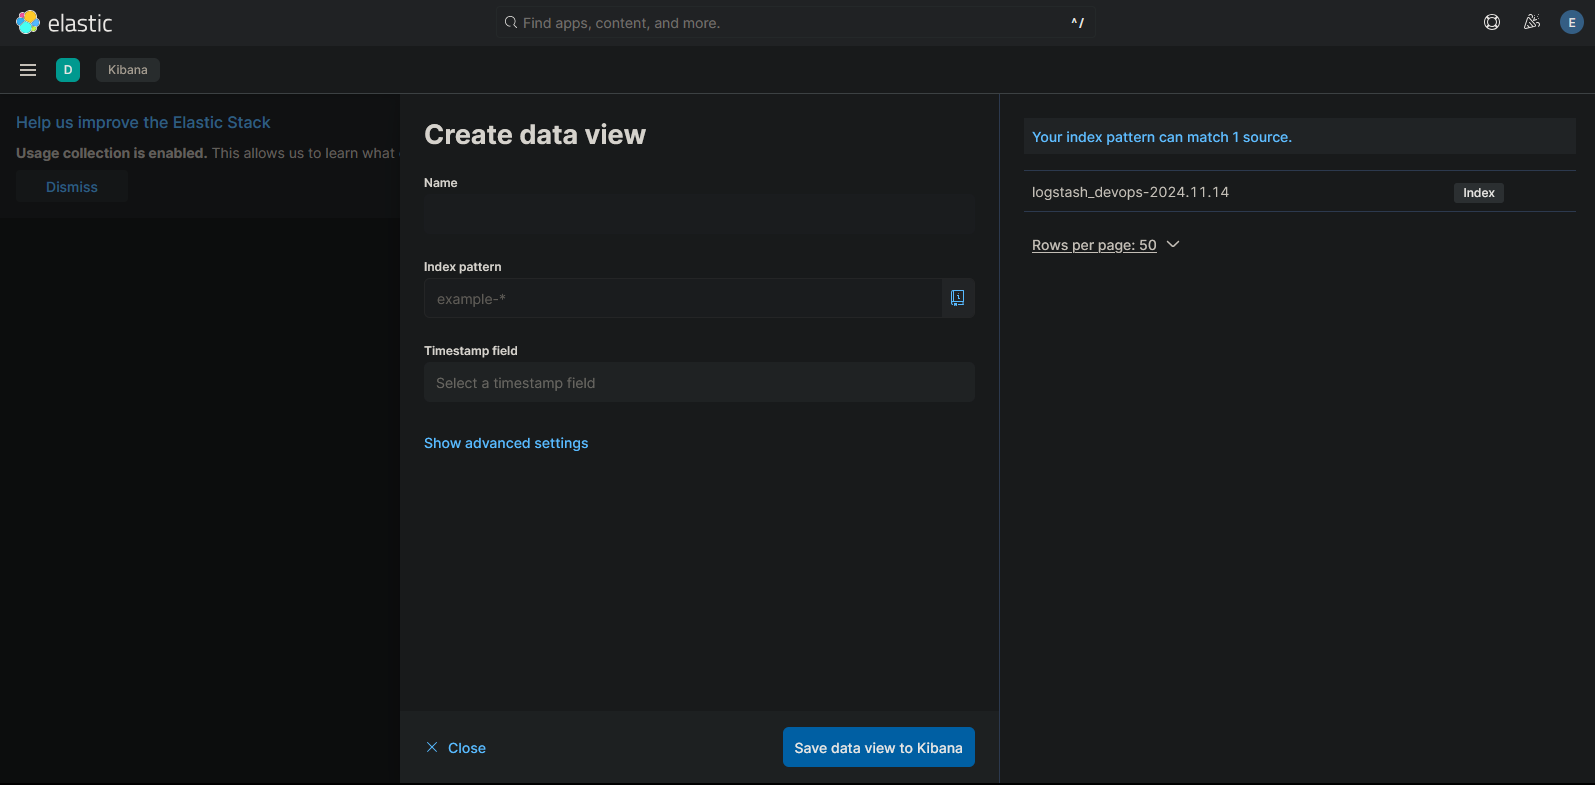 elastic
Find apps, content, and more.
^/
E
D
Kibana
Help us improve the Elastic Stack
Usage collection is enabled. This allows us to learn what
Dismiss
Create data view
Name
Index pattern
example-*
Timestamp field
Select a timestamp field
Show advanced settings
Close
Save data view to Kibana
Your index pattern can match 1 source.
logstash_devops-2024.11.14
Index
Rows per page: 50